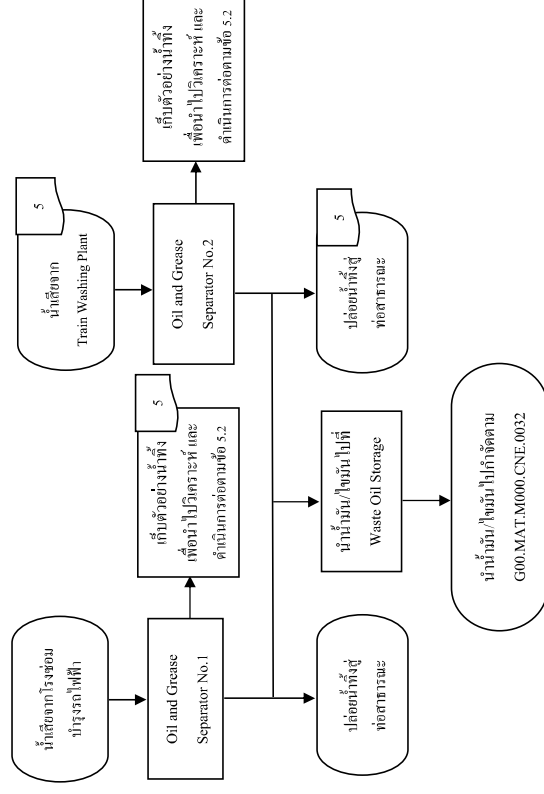 น้ำเสียจากโรงซ่อม
บำรุงรถไฟฟ้า
Oil and Grease
Separator No.1
5
เก็บตัวอย่างน้ำทิ้ง
เพื่อนำไปวิเคราะห์ และ
ดำเนินการต่อตามข้อ 5.2
ปล่อยน้ำทิ้งสู่
ท่อสาธารณะ
5
น้ำเสียจาก
Train Washing Plant
Oil and Grease
Separator No.2
เก็บตัวอย่างน้ำทิ้ง
เพื่อนำไปวิเคราะห์ และ
ดำเนินการต่อตามข้อ 5.2
5
ปล่อยน้ำทิ้งสู่
ท่อสาธารณะ
นำน้ำมัน/ไขมันไปที่
Waste Oil Storage
นำน้ำมัน/ไขมันไปกำจัดตาม
G00.MAT.M000.CNE.0032